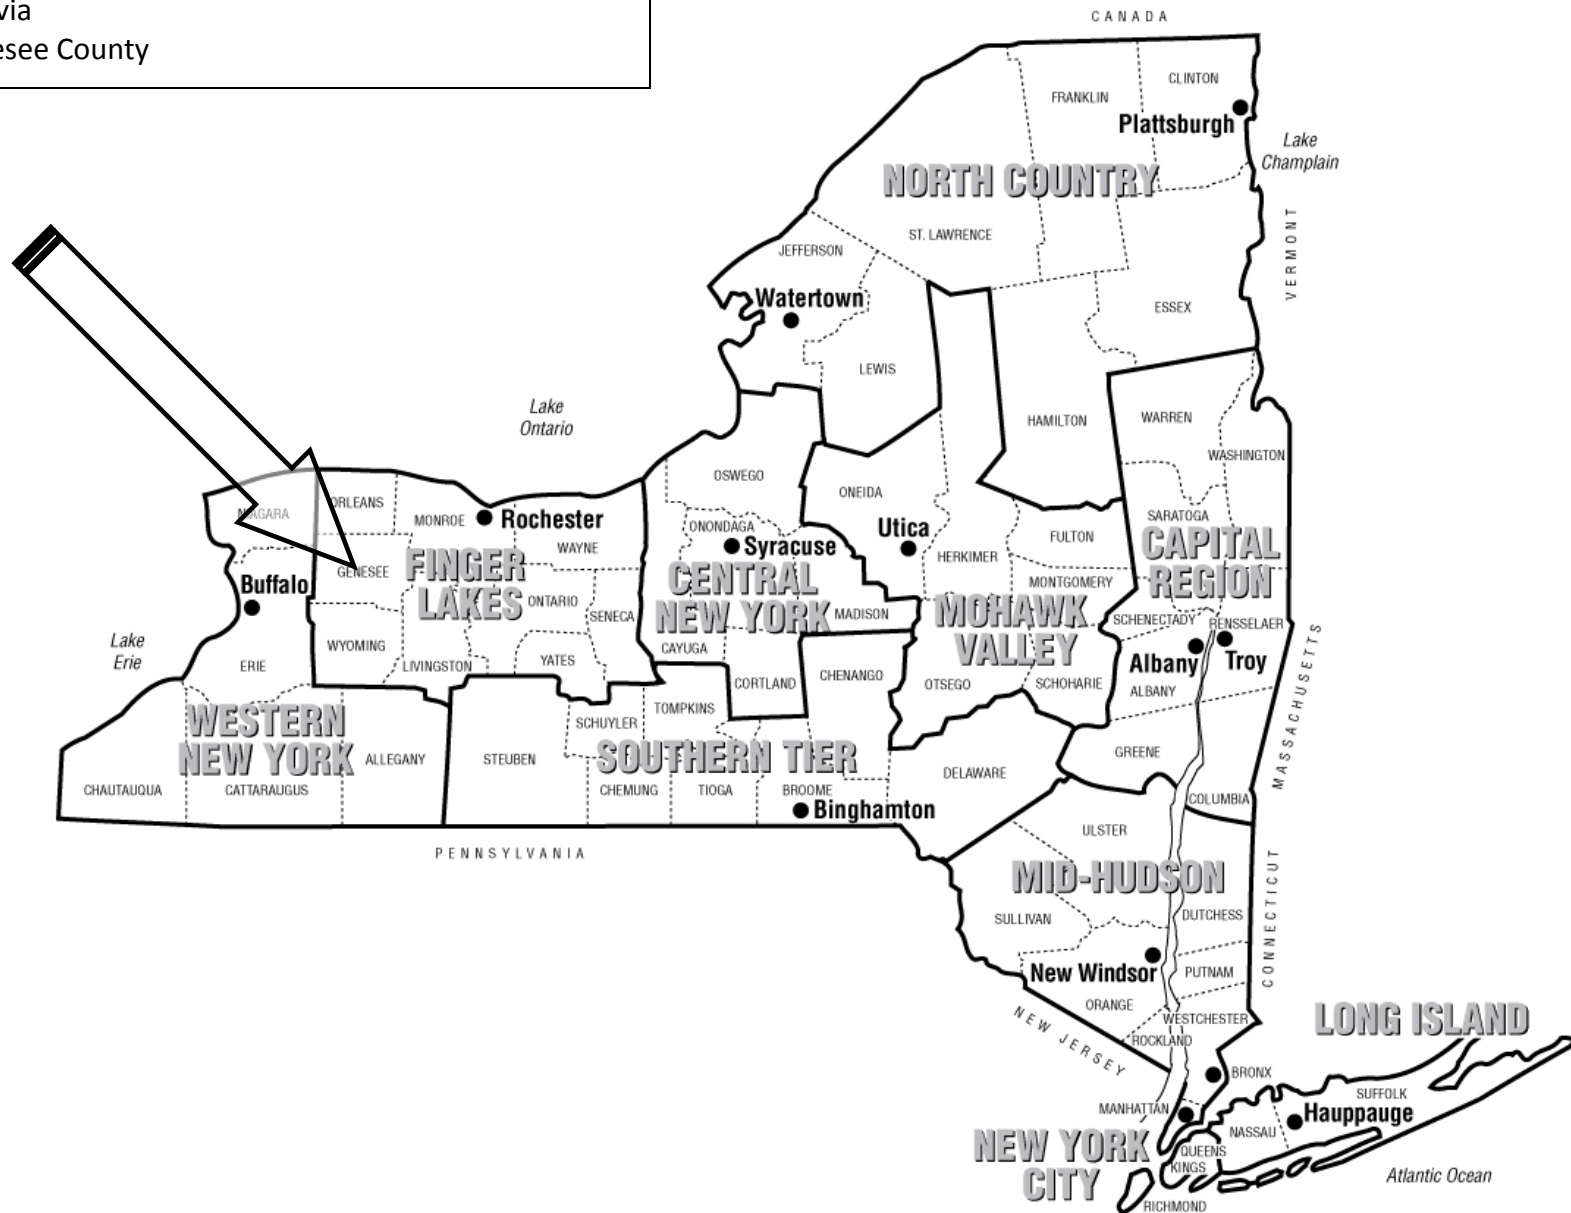 via
esee County
CANADA
CLINTON
FRANKLIN
Plattsburgh
Lake
Champlain
NORTH COUNTRY
VERMONT
ST. LAWRENCE
JEFFERSON
Watertown
ESSEX
LEWIS
Lake
Ontario
HAMILTON
WARREN
WASHINGTON
OSWEGO
ONEIDA
NIAGARA
ORLEANS
MONROE
Rochester
ONONDAGA
Syracuse
Utica
SARATOGA
FULTON
HERKIMER
CAPITAL
REGION
WAYNE
GENESEE
FINGER
LAKES
CENTRAL
NEW YORK
MONTGOMERY
Buffalo
ONTARIO
SENECA
MADISON
MOHAWK
VALLEY
SCHENECTADY
RENSSELAER
Lake
Erie
WYOMING
LIVINGSTON
YATES
CAYUGA
Albany
Troy
MASSACHUSETTS
ERIE
CORTLAND
CHENANGO
OTSEGO
SCHOHARIE
ALBANY
WESTERN
NEW YORK
TOMPKINS
SCHUYLER
SOUTHERN TIER
ALLEGANY
STEUBEN
GREENE
DELAWARE
CHAUTAUQUA
CATTARAUGUS
CHEMUNG
TIOGA
BROOME
Binghamton
COLUMBIA
ULSTER
PENNSYLVANIA
MID-HUDSON
CONNECTICUT
SULLIVAN
DUTCHESS
New Windsor
PUTNAM
ORANGE
NEW JERSEY
WESTCHESTER
ROCKLAND
LONG ISLAND
BRONX
SUFFOLK
MANHATTAN
Hauppauge
NASSAU
NEW YORK
CITY
QUEENS
KINGS
Atlantic Ocean
RICHMOND